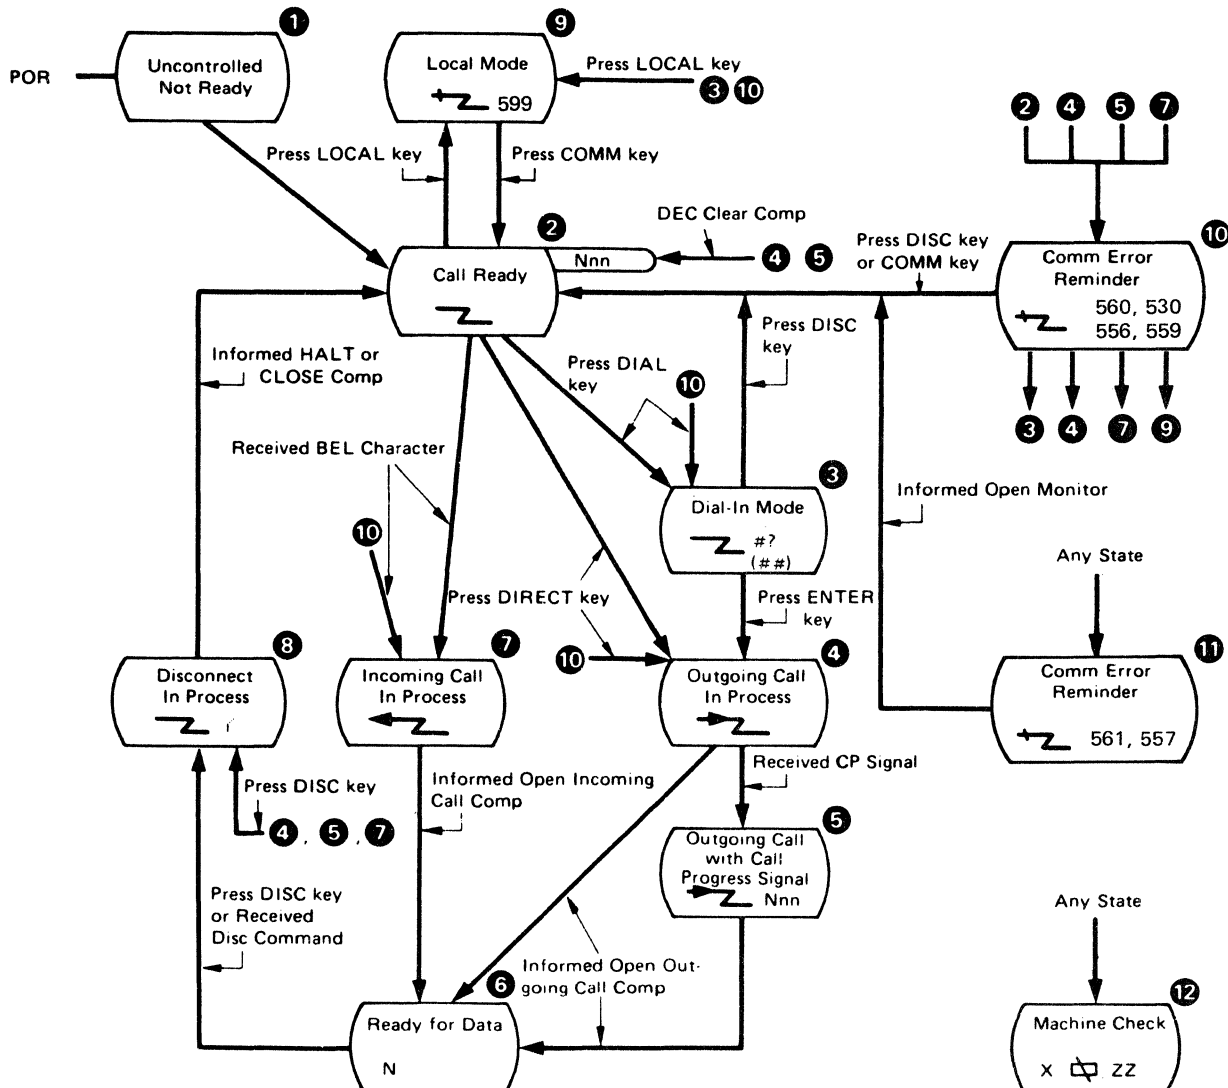 1
9
POR
Uncontrolled
Not Ready
Local Mode
599
Press LOCAL key
3 10
2 4 5 7
Press LOCAL key
Press COMM key
2
DEC Clear Comp
Nnn
4 5
Call Ready
Press DISC key
or COMM key
10
Comm Error
Reminder
560, 530
556, 559
Press DISC
key
Informed HALT or
CLOSE Comp
Press DIAL
key
10
3 4 7 9
Received BEL Character
3
Dial-In Mode
#?
(##)
Informed Open Monitor
10
Any State
Press DIRECT key
Press ENTER
key
8
7
10
4
11
Disconnect
In Process
Incoming Call
In Process
Outgoing Call
In Process
Comm Error
Reminder
561, 557
Press DISC key
4, 5, 7
Informed Open Incoming
Call Comp
Received CP Signal
5
Outgoing Call
with Call
Progress Signal
Nnn
Press DISC key
or Received
Disc Command
Any State
Informed Open Out-
going Call Comp
6
Ready for Data
N
12
Machine Check
X ZZ